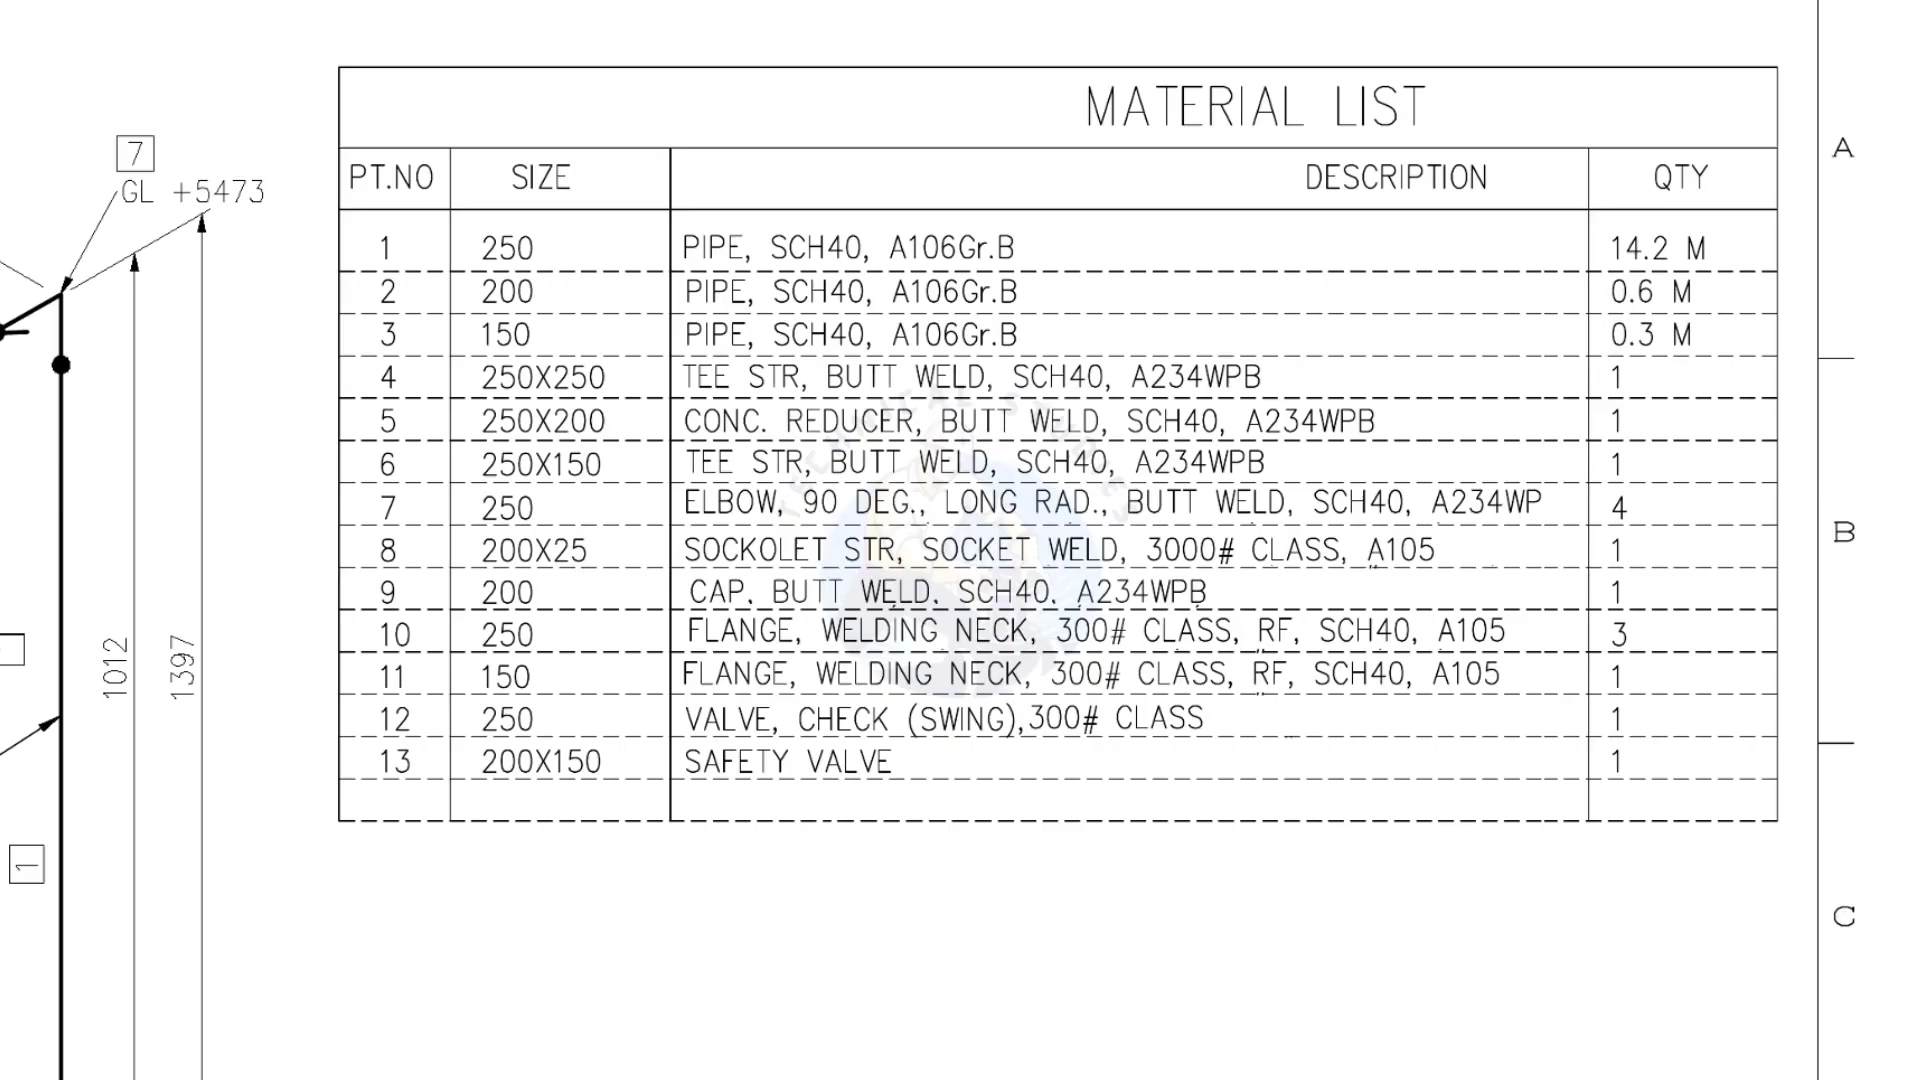 MATERIAL LIST
PT.NO SIZE DESCRIPTION QTY
1 250 PIPE, SCH40, A106Gr.B 14.2 M
2 200 PIPE, SCH40, A106Gr.B 0.6 M
3 150 PIPE, SCH40, A106Gr.B 0.3 M
4 250X250 TEE STR, BUTT WELD, SCH40, A234WPB 1
5 250X200 CONC. REDUCER, BUTT WELD, SCH40, A234WPB 1
6 250X150 TEE STR, BUTT WELD, SCH40, A234WPB 1
7 250 ELBOW, 90 DEG., LONG RAD., BUTT WELD, SCH40, A234WP 4
8 200X25 SOCKOLET STR, SOCKET WELD, 3000# CLASS, A105 1
9 200 CAP, BUTT WELD, SCH40, A234WPB 1
10 250 FLANGE, WELDING NECK, 300# CLASS, RF, SCH40, A105 3
11 150 FLANGE, WELDING NECK, 300# CLASS, RF, SCH40, A105 1
12 250 VALVE, CHECK (SWING),300# CLASS 1
13 200X150 SAFETY VALVE 1
7
GL +5473
1012
1397
1
A
B
C
TECHNICAL STUDIES